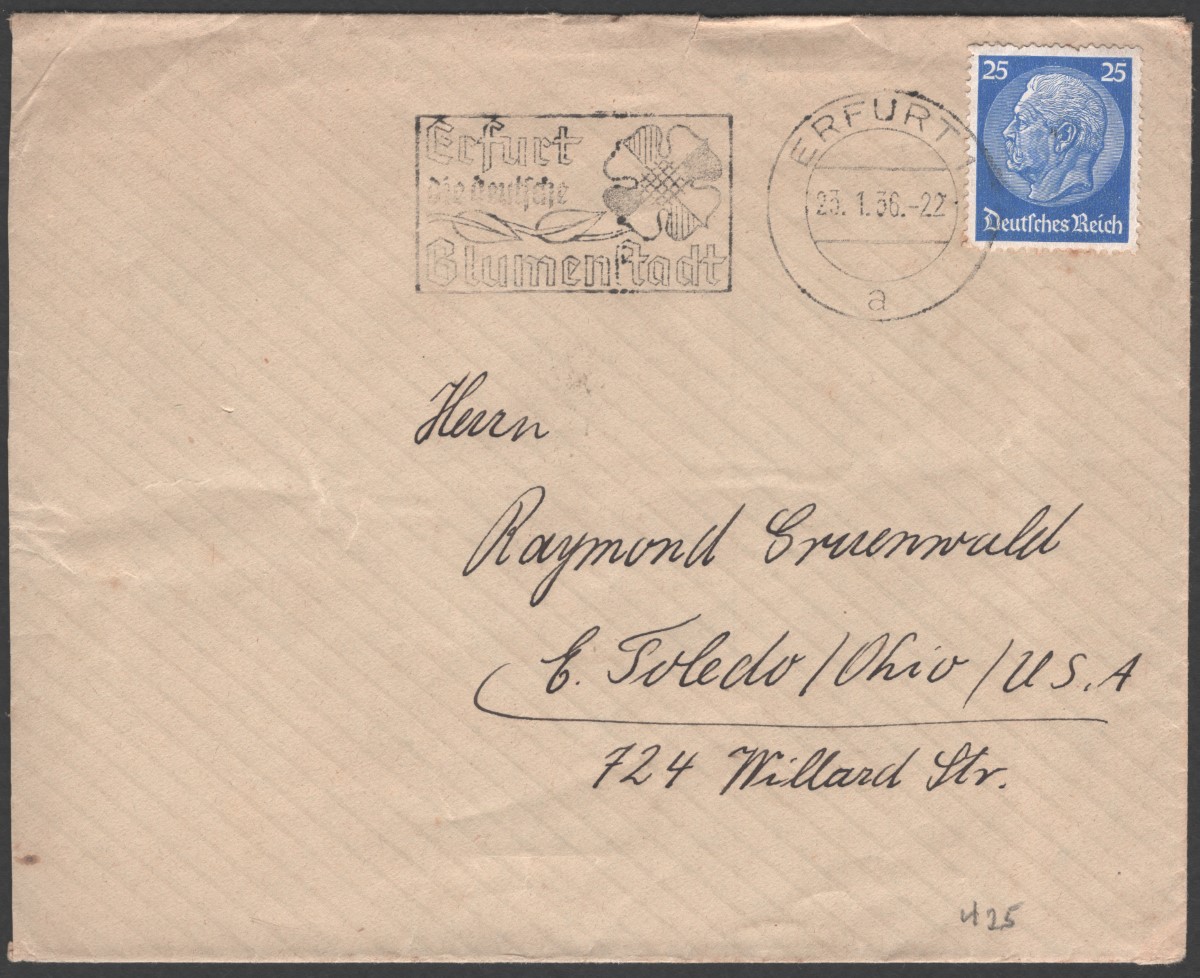 Erfurt
die deutsche
Blumenstadt
ERFURT 1
23. 1. 36.-22
a
25 25
Deutsches Reich
Herrn
Raymond Gruenwald
E. Toledo / Ohio / U S. A
724 Willard Str.
425